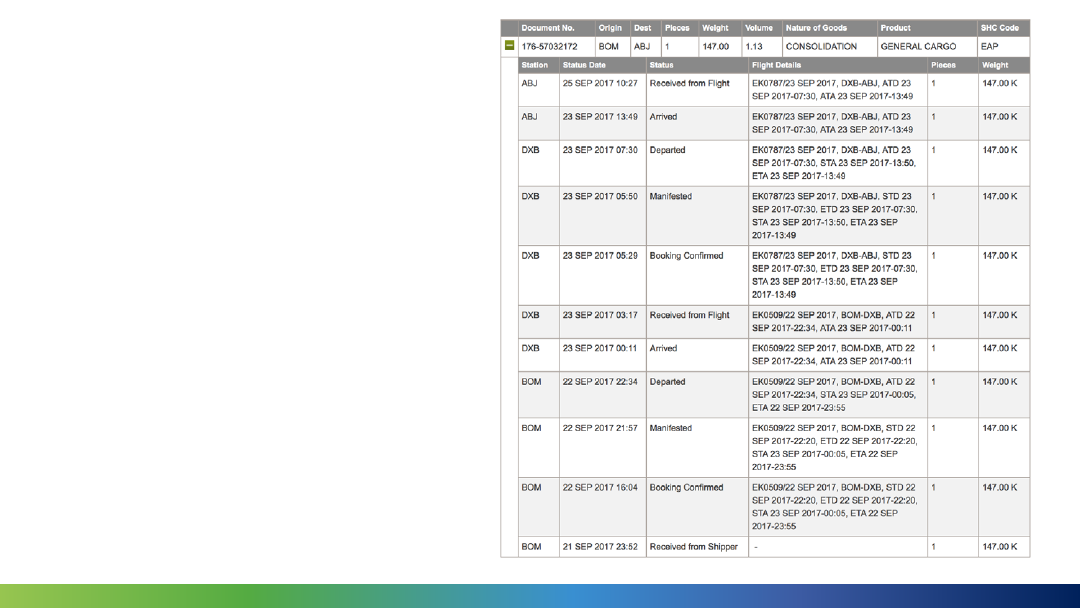 Document No. Origin Dest Pieces Weight Volume Nature of Goods Product SHC Code
176-57032172 BOM ABJ 1 147.00 1.13 CONSOLIDATION GENERAL CARGO EAP
Station Status Date Status Flight Details Pieces Weight
ABJ 25 SEP 2017 10:27 Received from Flight EK0787/23 SEP 2017, DXB-ABJ, ATD 23 1 147.00 K
SEP 2017-07:30, ATA 23 SEP 2017-13:49
ABJ 23 SEP 2017 13:49 Arrived EK0787/23 SEP 2017, DXB-ABJ, ATD 23 1 147.00 K
SEP 2017-07:30, ATA 23 SEP 2017-13:49
DXB 23 SEP 2017 07:30 Departed EK0787/23 SEP 2017, DXB-ABJ, ATD 23 1 147.00 K
SEP 2017-07:30, STA 23 SEP 2017-13:50,
ETA 23 SEP 2017-13:49
DXB 23 SEP 2017 05:50 Manifested EK0787/23 SEP 2017, DXB-ABJ, STD 23 1 147.00 K
SEP 2017-07:30, ETD 23 SEP 2017-07:30,
STA 23 SEP 2017-13:50, ETA 23 SEP
2017-13:49
DXB 23 SEP 2017 05:29 Booking Confirmed EK0787/23 SEP 2017, DXB-ABJ, STD 23 1 147.00 K
SEP 2017-07:30, ETD 23 SEP 2017-07:30,
STA 23 SEP 2017-13:50, ETA 23 SEP
2017-13:49
DXB 23 SEP 2017 03:17 Received from Flight EK0509/22 SEP 2017, BOM-DXB, ATD 22 1 147.00 K
SEP 2017-22:34, ATA 23 SEP 2017-00:11
DXB 23 SEP 2017 00:11 Arrived EK0509/22 SEP 2017, BOM-DXB, ATD 22 1 147.00 K
SEP 2017-22:34, ATA 23 SEP 2017-00:11
BOM 22 SEP 2017 22:34 Departed EK0509/22 SEP 2017, BOM-DXB, ATD 22 1 147.00 K
SEP 2017-22:34, STA 23 SEP 2017-00:05,
ETA 22 SEP 2017-23:55
BOM 22 SEP 2017 21:57 Manifested EK0509/22 SEP 2017, BOM-DXB, STD 22 1 147.00 K
SEP 2017-22:20, ETD 22 SEP 2017-22:20,
STA 23 SEP 2017-00:05, ETA 22 SEP
2017-23:55
BOM 22 SEP 2017 16:04 Booking Confirmed EK0509/22 SEP 2017, BOM-DXB, STD 22 1 147.00 K
SEP 2017-22:20, ETD 22 SEP 2017-22:20,
STA 23 SEP 2017-00:05, ETA 22 SEP
2017-23:55
BOM 21 SEP 2017 23:52 Received from Shipper - 1 147.00 K